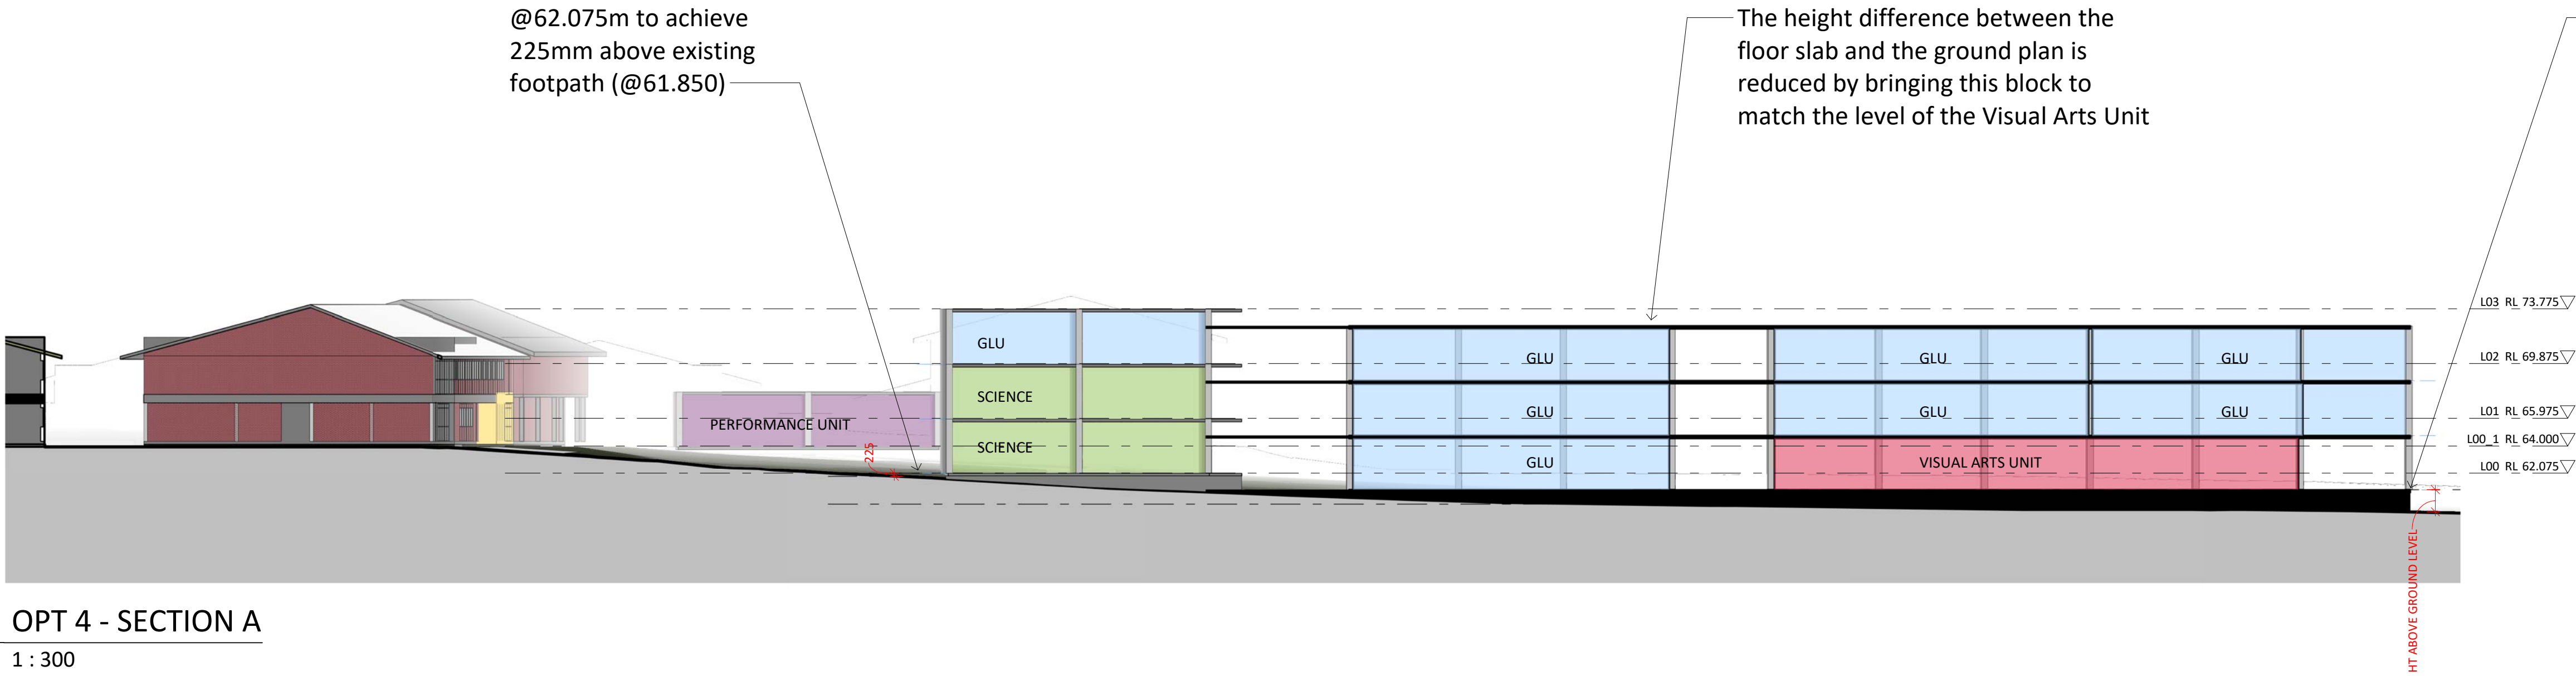 @62.075m to achieve
225mm above existing
footpath (@61.850)
The height difference between the
floor slab and the ground plan is
reduced by bringing this block to
match the level of the Visual Arts Unit
L03 RL 73.775
GLU
GLU
GLU
GLU
L02 RL 69.875
SCIENCE
GLU
GLU
GLU
L01 RL 65.975
PERFORMANCE UNIT
L00_1 RL 64.000
225
SCIENCE
GLU
VISUAL ARTS UNIT
L00 RL 62.075
HT ABOVE GROUND LEVEL
OPT 4 - SECTION A
1 : 300